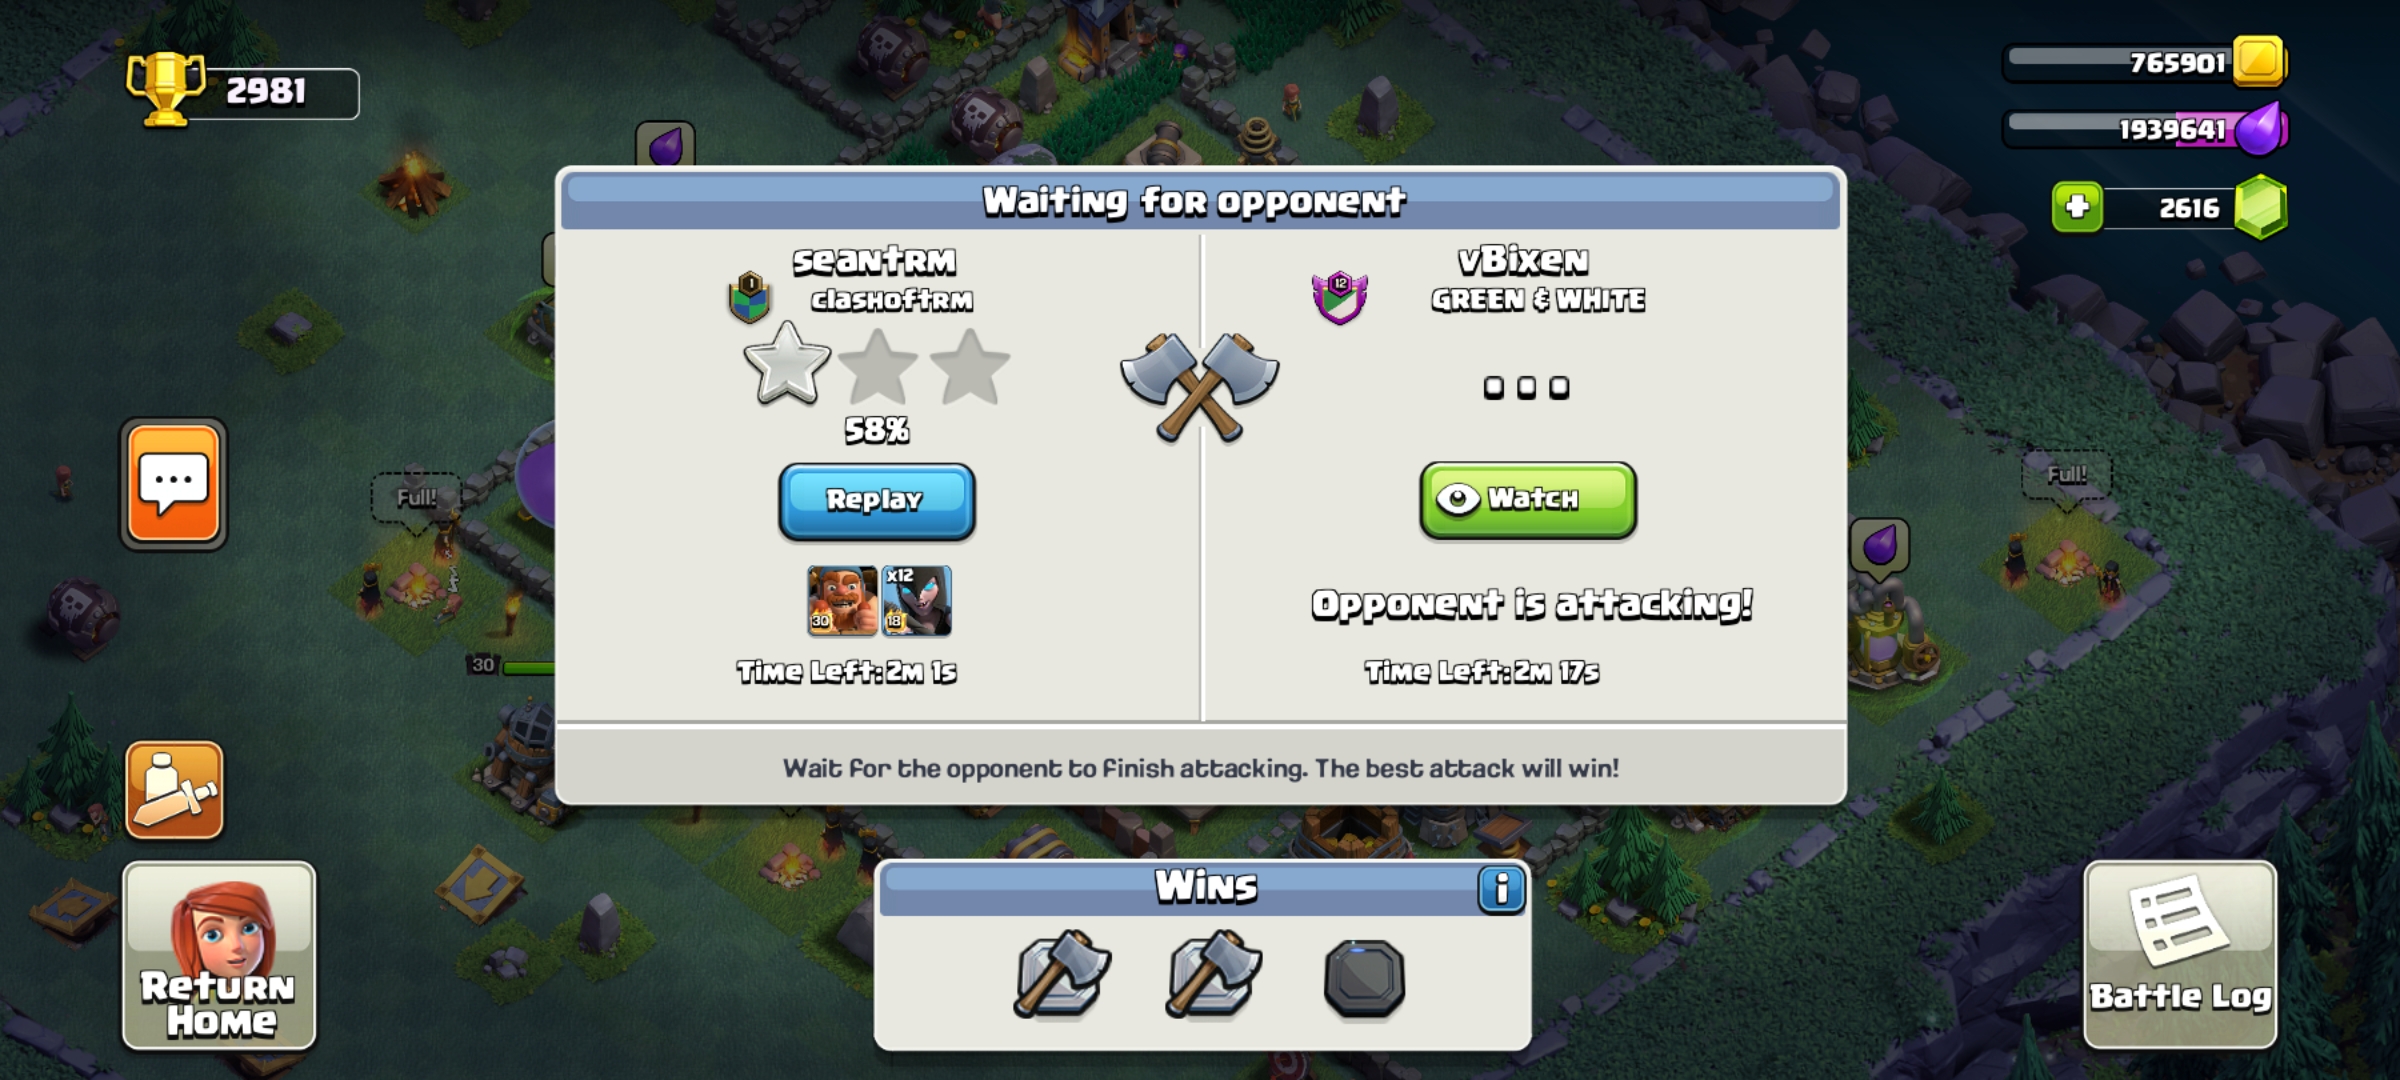 2981
765901
1939641
2616
Waiting for opponent
seantrm
clashoftrm
1
58%
Replay
30
x12
18
Time Left:2m 1s
vBixen
GREEN & WHITE
12
Watch
Opponent is attacking!
Time Left:2m 17s
Wait for the opponent to finish attacking. The best attack will win!
Full!
Full!
30
Wins
i
Return
Home
Battle Log